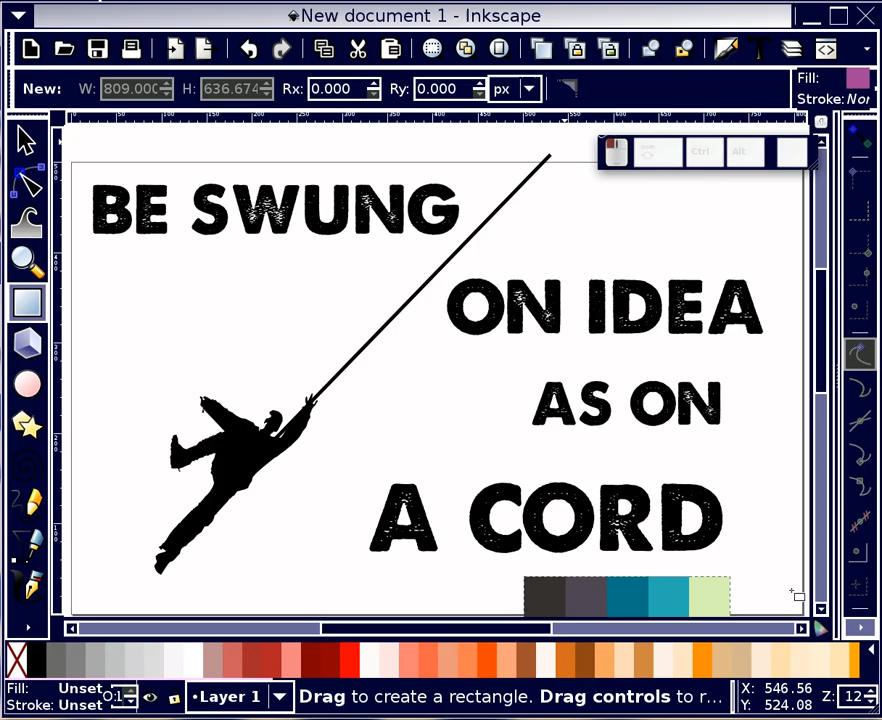 New document 1 - Inkscape
New: W: 809.000 H: 636.674 Rx: 0.000 Ry: 0.000 px
Fill:
Stroke: Nor
Ctrl Alt
BE SWUNG
ON IDEA
AS ON
A CORD
Fill: Unset
Stroke: Unset
•Layer 1
Drag to create a rectangle. Drag controls to r...
X: 546.56
Y: 524.08
Z: 12